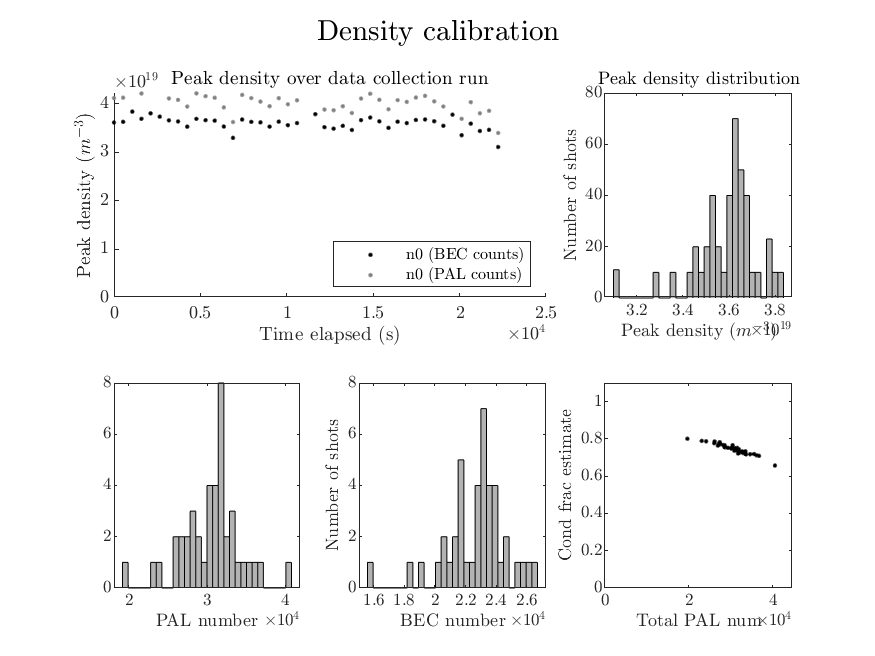 Density calibration
Peak density over data collection run
×10^19
Peak density (m^−3)
4
3
2
1
0
0 0.5 1 1.5 2 2.5
Time elapsed (s)
×10^4
n0 (BEC counts)
n0 (PAL counts)
Peak density distribution
Number of shots
80
60
40
20
0
3.2 3.4 3.6 3.8
Peak density (m^−3)
×10^19
8
6
4
2
0
2 3 4
PAL number ×10^4
Number of shots
8
6
4
2
0
1.6 1.8 2 2.2 2.4 2.6
BEC number ×10^4
Cond frac estimate
1
0.8
0.6
0.4
0.2
0
0 2 4
Total PAL num ×10^4